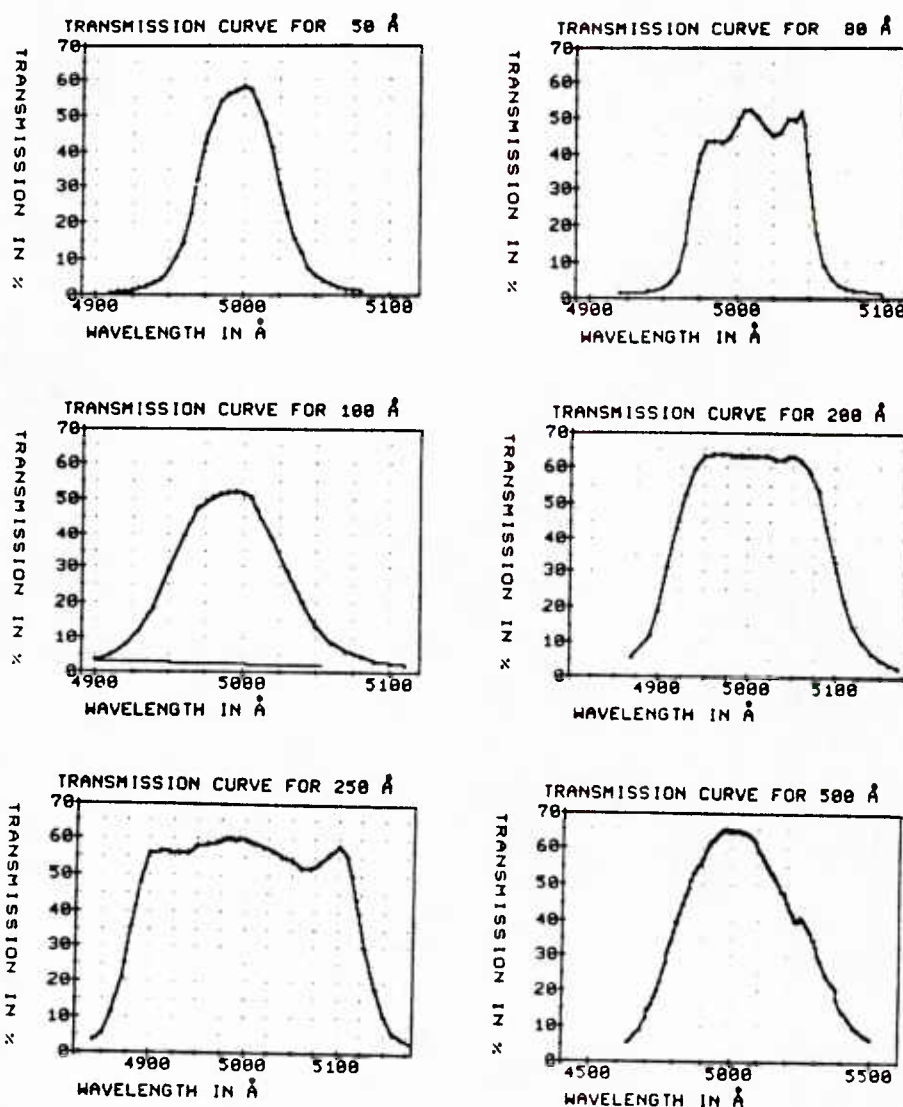 TRANSMISSION CURVE FOR 50 Å
TRANSMISSION IN %
70
60
50
40
30
20
10
0
4900 5000 5100
WAVELENGTH IN Å
TRANSMISSION CURVE FOR 80 Å
TRANSMISSION IN %
70
60
50
40
30
20
10
0
4900 5000 5100
WAVELENGTH IN Å
TRANSMISSION CURVE FOR 100 Å
TRANSMISSION IN %
70
60
50
40
30
20
10
0
4900 5000 5100
WAVELENGTH IN Å
TRANSMISSION CURVE FOR 200 Å
TRANSMISSION IN %
70
60
50
40
30
20
10
0
4900 5000 5100
WAVELENGTH IN Å
TRANSMISSION CURVE FOR 250 Å
TRANSMISSION IN %
70
60
50
40
30
20
10
0
4900 5000 5100
WAVELENGTH IN Å
TRANSMISSION CURVE FOR 500 Å
TRANSMISSION IN %
70
60
50
40
30
20
10
0
4500 5000 5500
WAVELENGTH IN Å